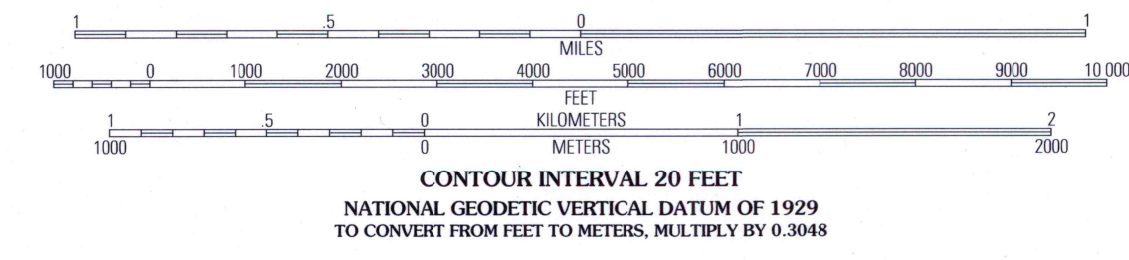 1 .5 0 1
MILES
1000 0 1000 2000 3000 4000 5000 6000 7000 8000 9000 10 000
FEET
1 .5 0 KILOMETERS 1 2
1000 0 METERS 1000 2000
CONTOUR INTERVAL 20 FEET
NATIONAL GEODETIC VERTICAL DATUM OF 1929
TO CONVERT FROM FEET TO METERS, MULTIPLY BY 0.3048